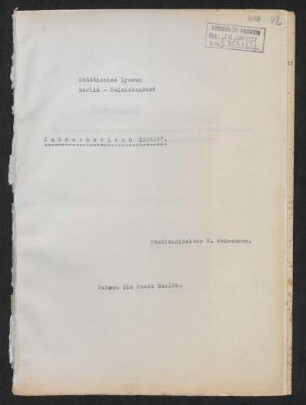 Städtisches Lyzeum
Berlin - Reinickendorf
Jahresbericht 1936/37.
Studiendirektor
Patron die Stadt Berlin.